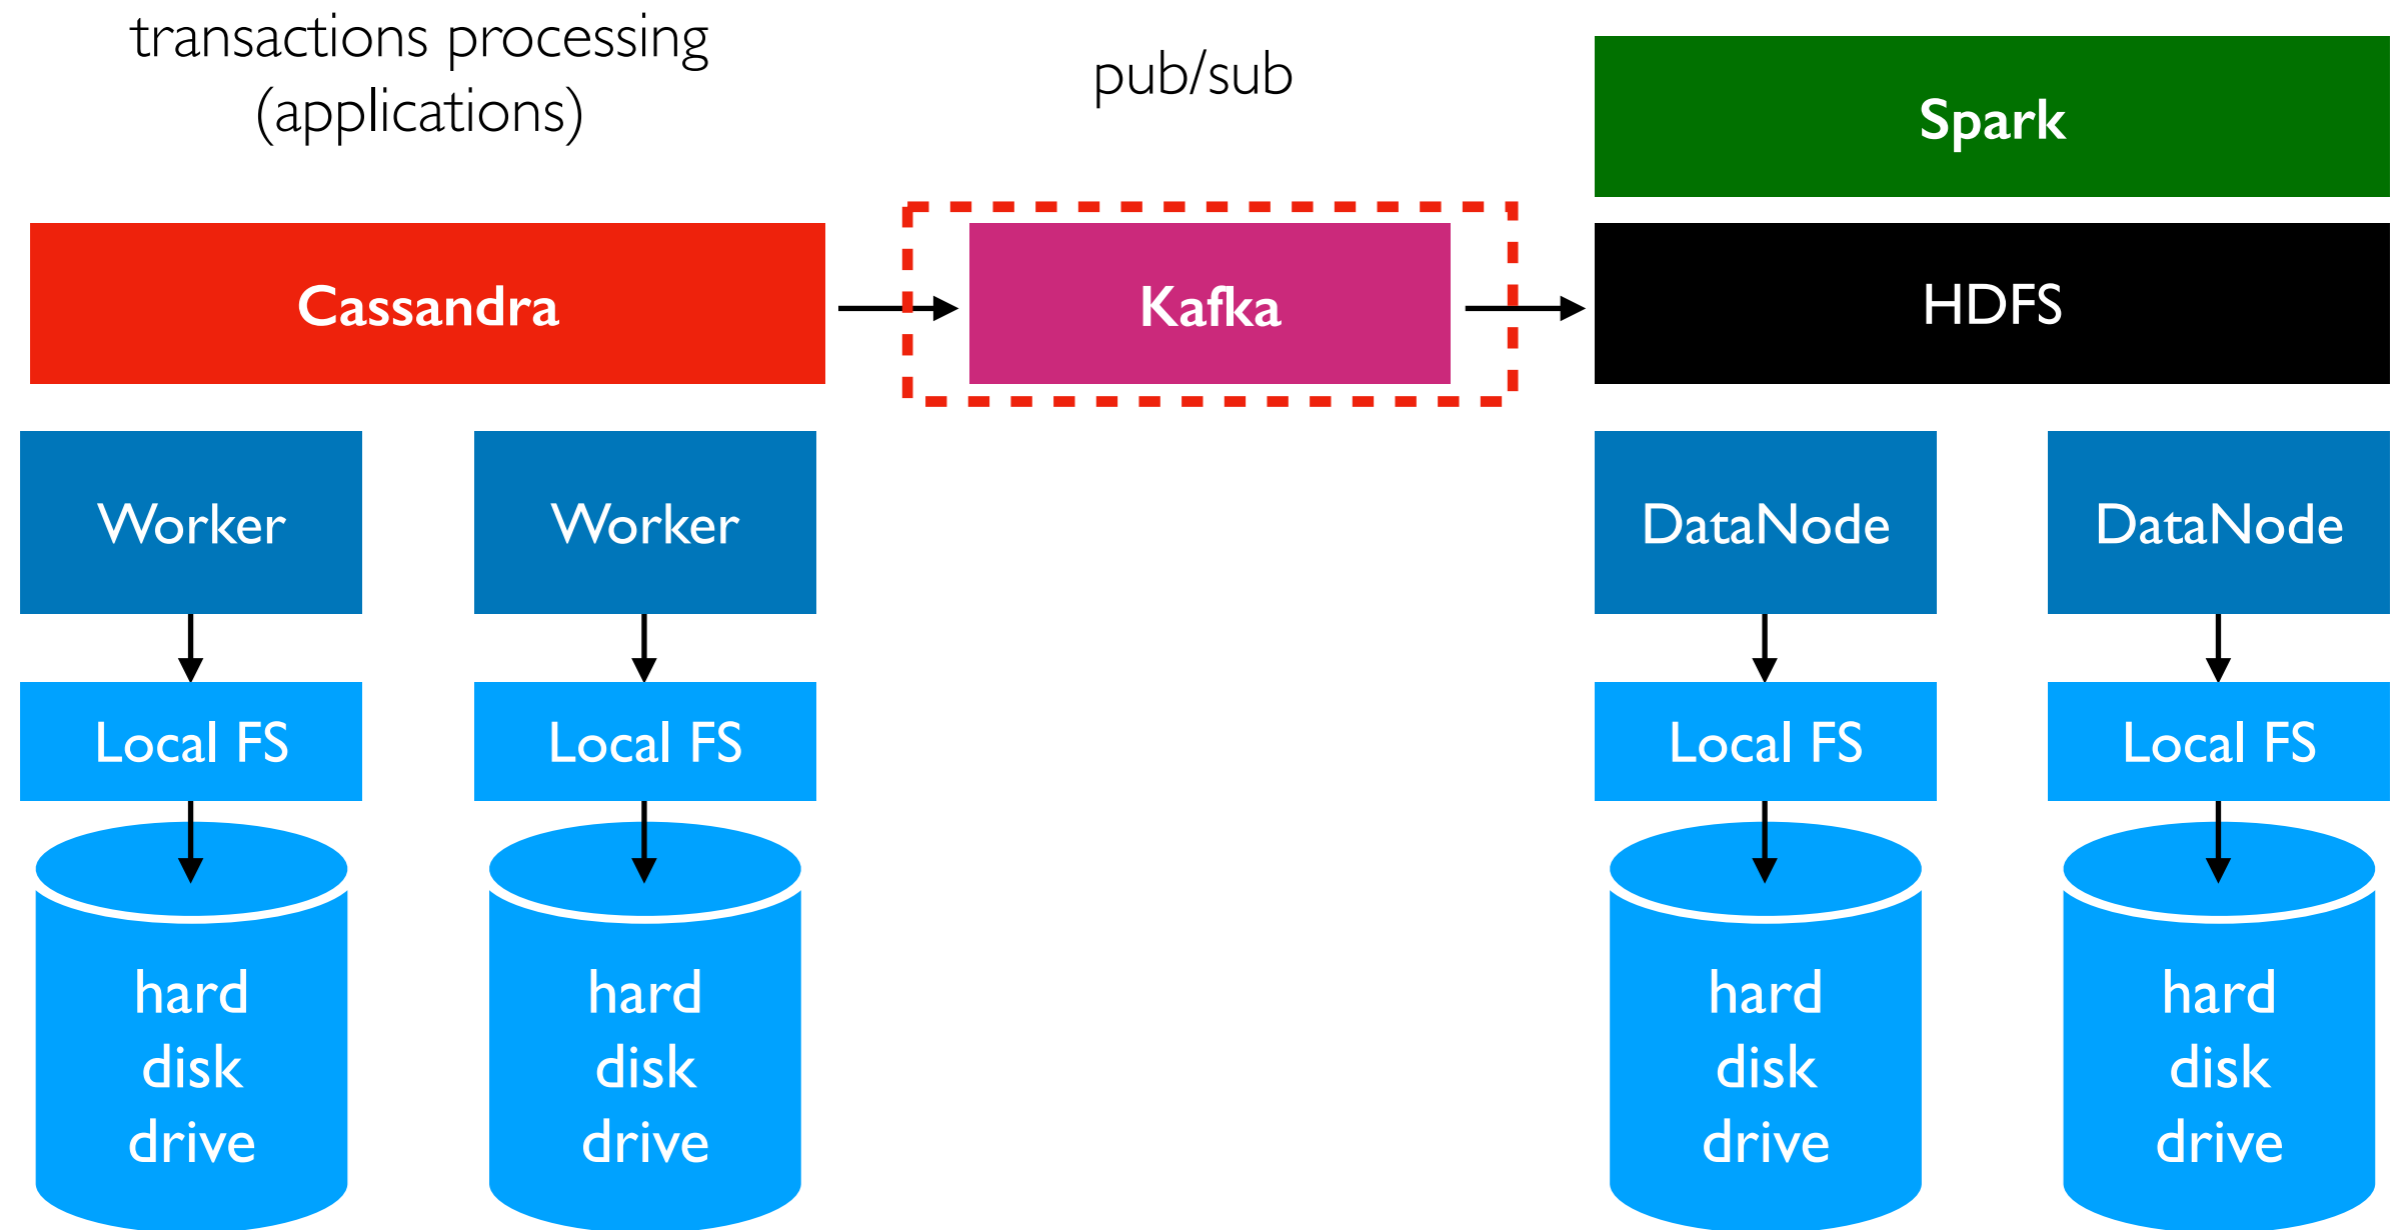 transactions processing
(applications)
pub/sub
Spark
Cassandra
Kafka
HDFS
Worker
Worker
DataNode
DataNode
Local FS
Local FS
Local FS
Local FS
hard
disk
drive
hard
disk
drive
hard
disk
drive
hard
disk
drive